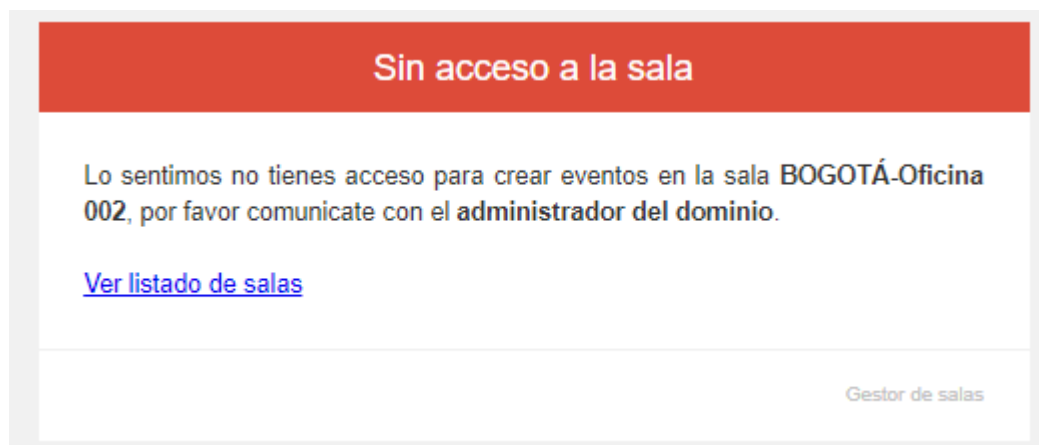 Sin acceso a la sala
Lo sentimos no tienes acceso para crear eventos en la sala BOGOTÁ-Oficina
002, por favor comunicate con el administrador del dominio.
Ver listado de salas
Gestor de salas